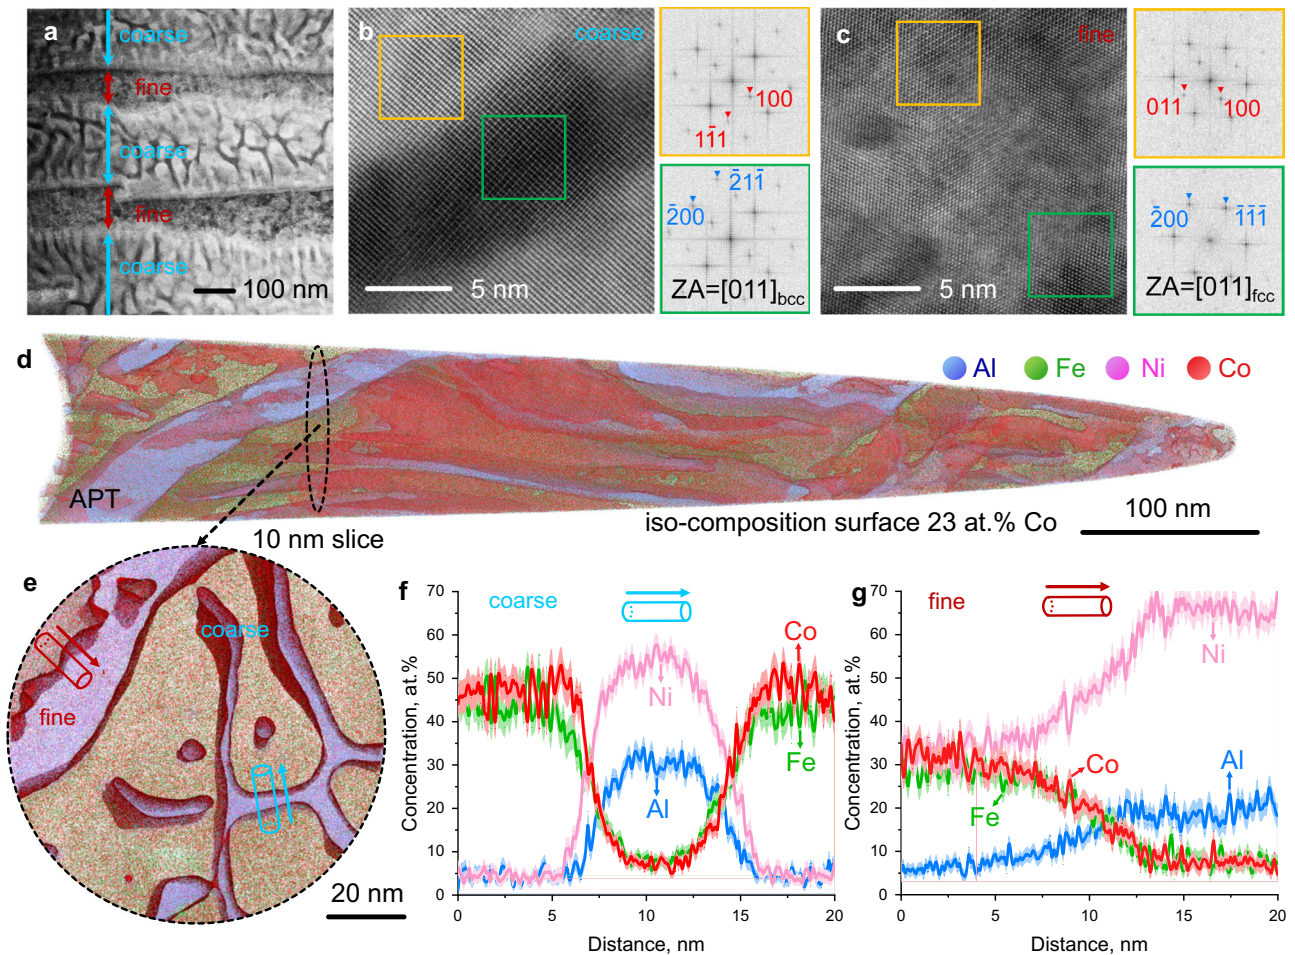 a
coarse
fine
coarse
fine
coarse
100 nm
b
coarse
5 nm
100
11̄1
2̄11̄
2̄00
ZA=[011]bcc
c
fine
5 nm
011
100
2̄00
1̄1̄1̄
ZA=[011]fcc
d
Al
Fe
Ni
Co
APT
iso-composition surface 23 at.% Co
100 nm
10 nm slice
e
coarse
fine
20 nm
f
coarse
Concentration, at.%
70
60
50
40
30
20
10
0
Co
Ni
Fe
Al
0 5 10 15 20
Distance, nm
g
fine
Concentration, at.%
70
60
50
40
30
20
10
0
Ni
Co
Al
Fe
0 5 10 15 20
Distance, nm